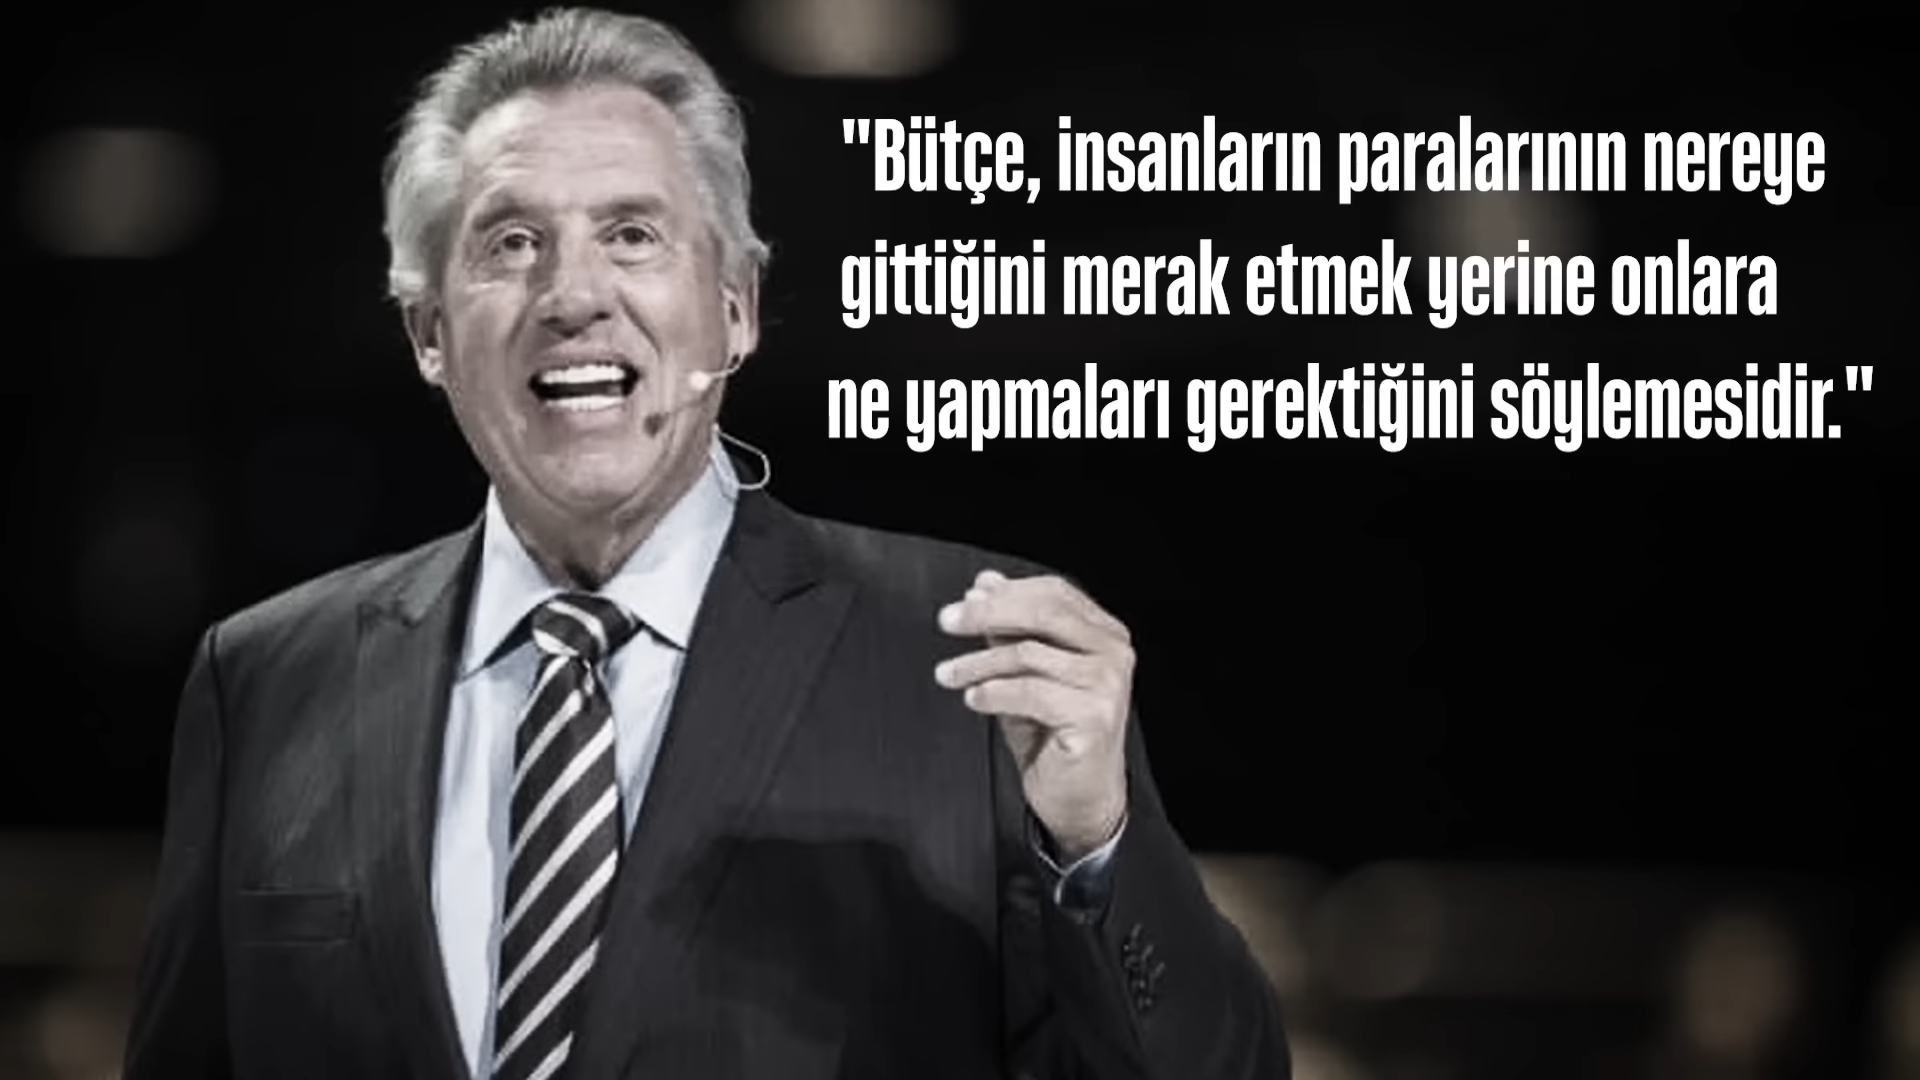 "Bütçe, insanların paralarının nereye
gittiğini merak etmek yerine onlara
ne yapmaları gerektiğini söylemesidir."